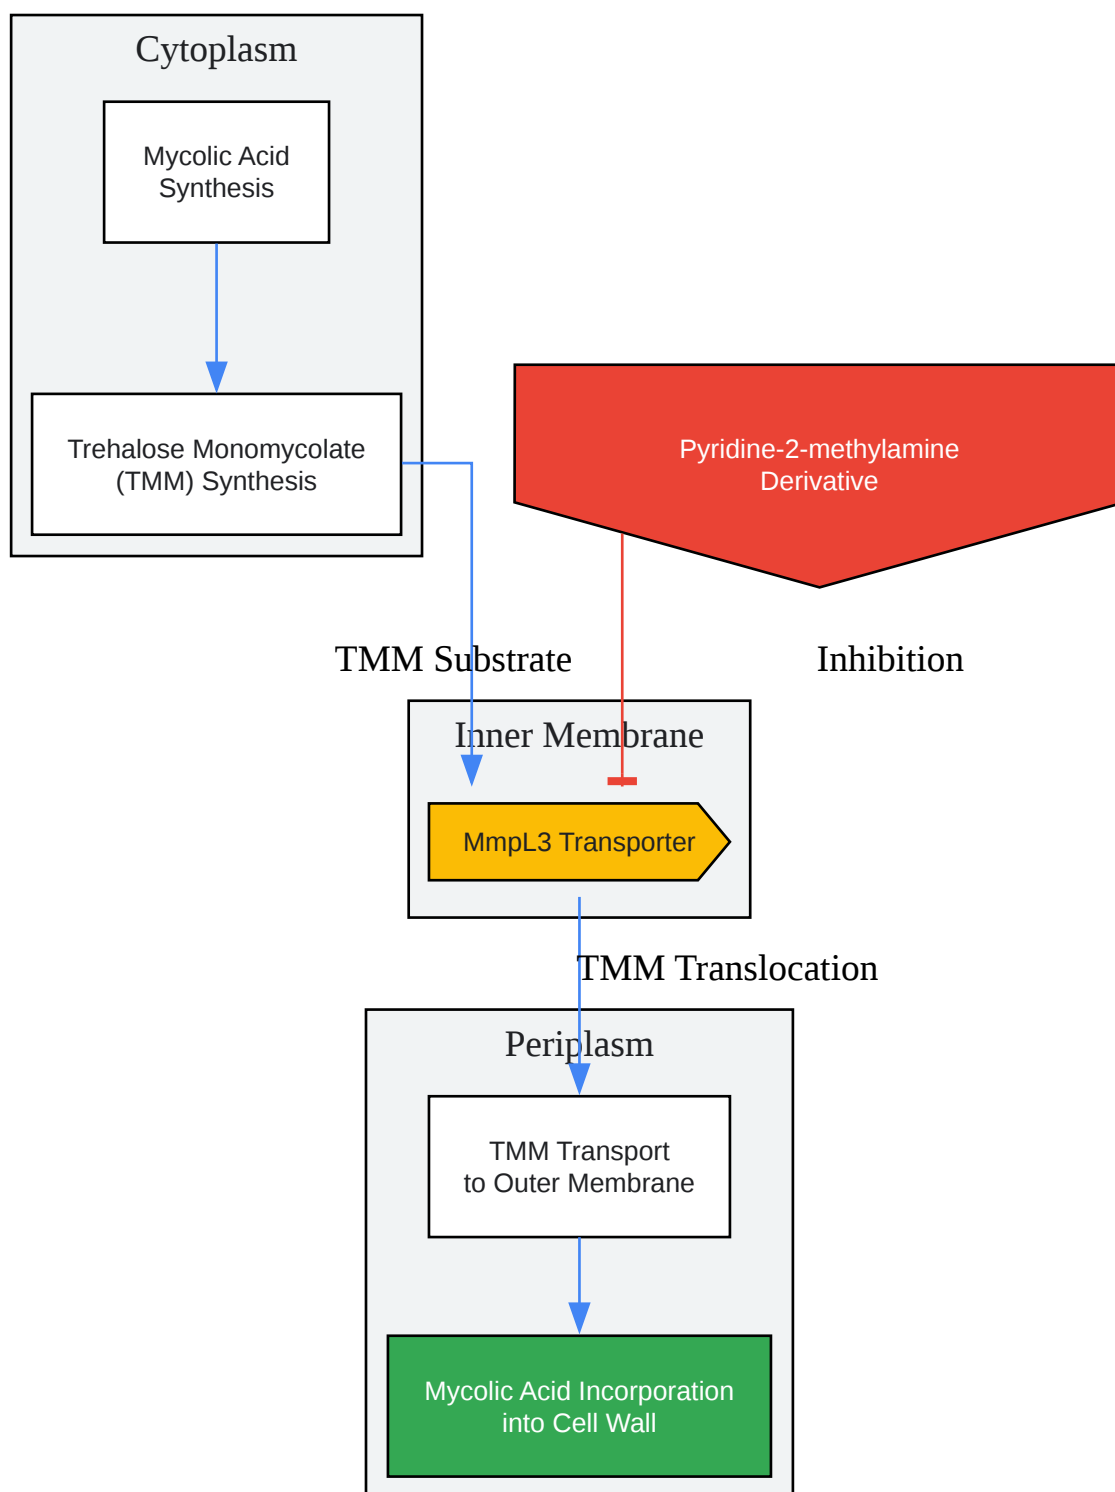 Cytoplasm
Mycolic Acid
Synthesis
Trehalose Monomycolate
(TMM) Synthesis
Pyridine-2-methylamine
Derivative
TMM Substrate
Inhibition
Inner Membrane
MmpL3 Transporter
TMM Translocation
Periplasm
TMM Transport
to Outer Membrane
Mycolic Acid Incorporation
into Cell Wall